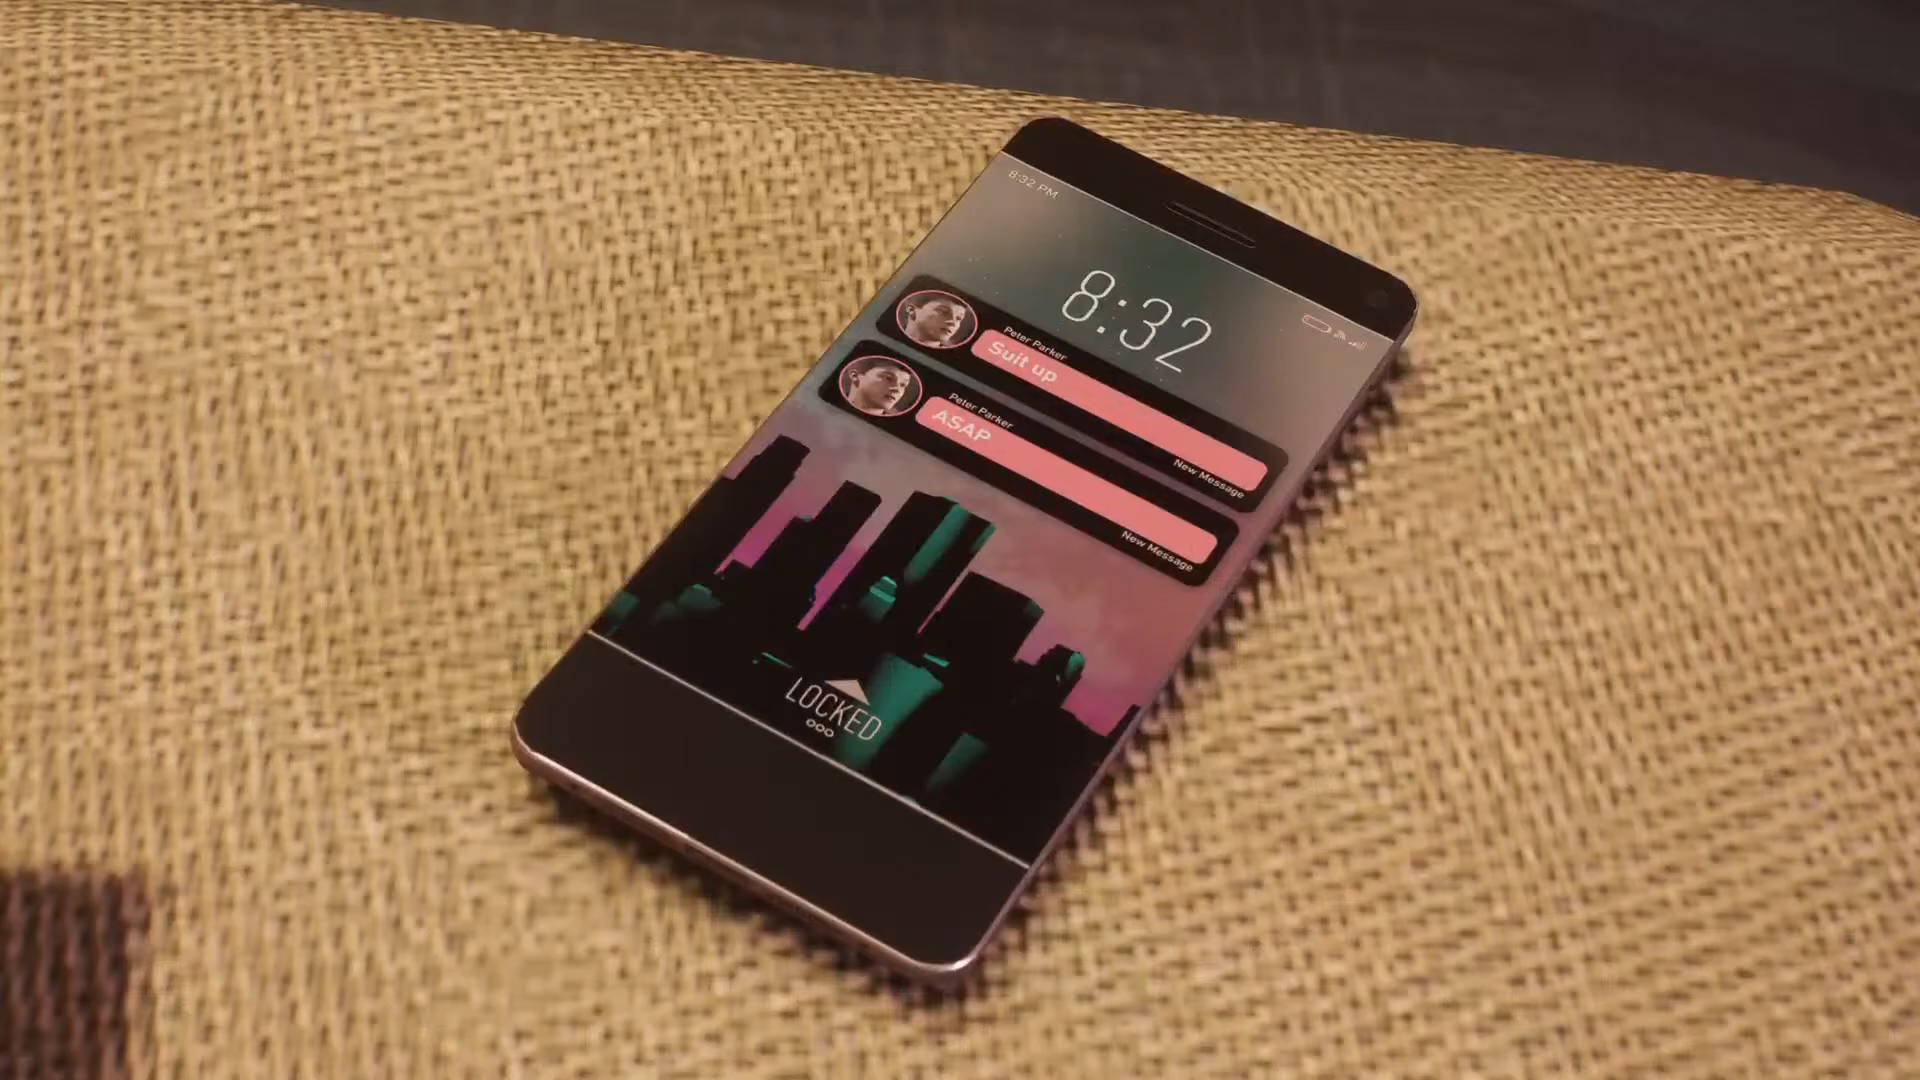 8:32 PM
8:32
Peter Parker
Suit up
New Message
Peter Parker
ASAP
New Message
LOCKED